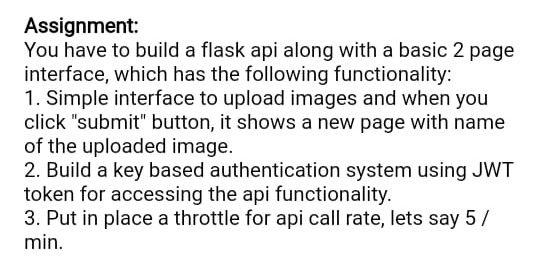 Assignment:
You have to build a flask api along with a basic 2 page
interface, which has the following functionality:
1. Simple interface to upload images and when you
click "submit" button, it shows a new page with name
of the uploaded image.
2. Build a key based authentication system using JWT
token for accessing the api functionality.
3. Put in place a throttle for api call rate, lets say 5 /
min.